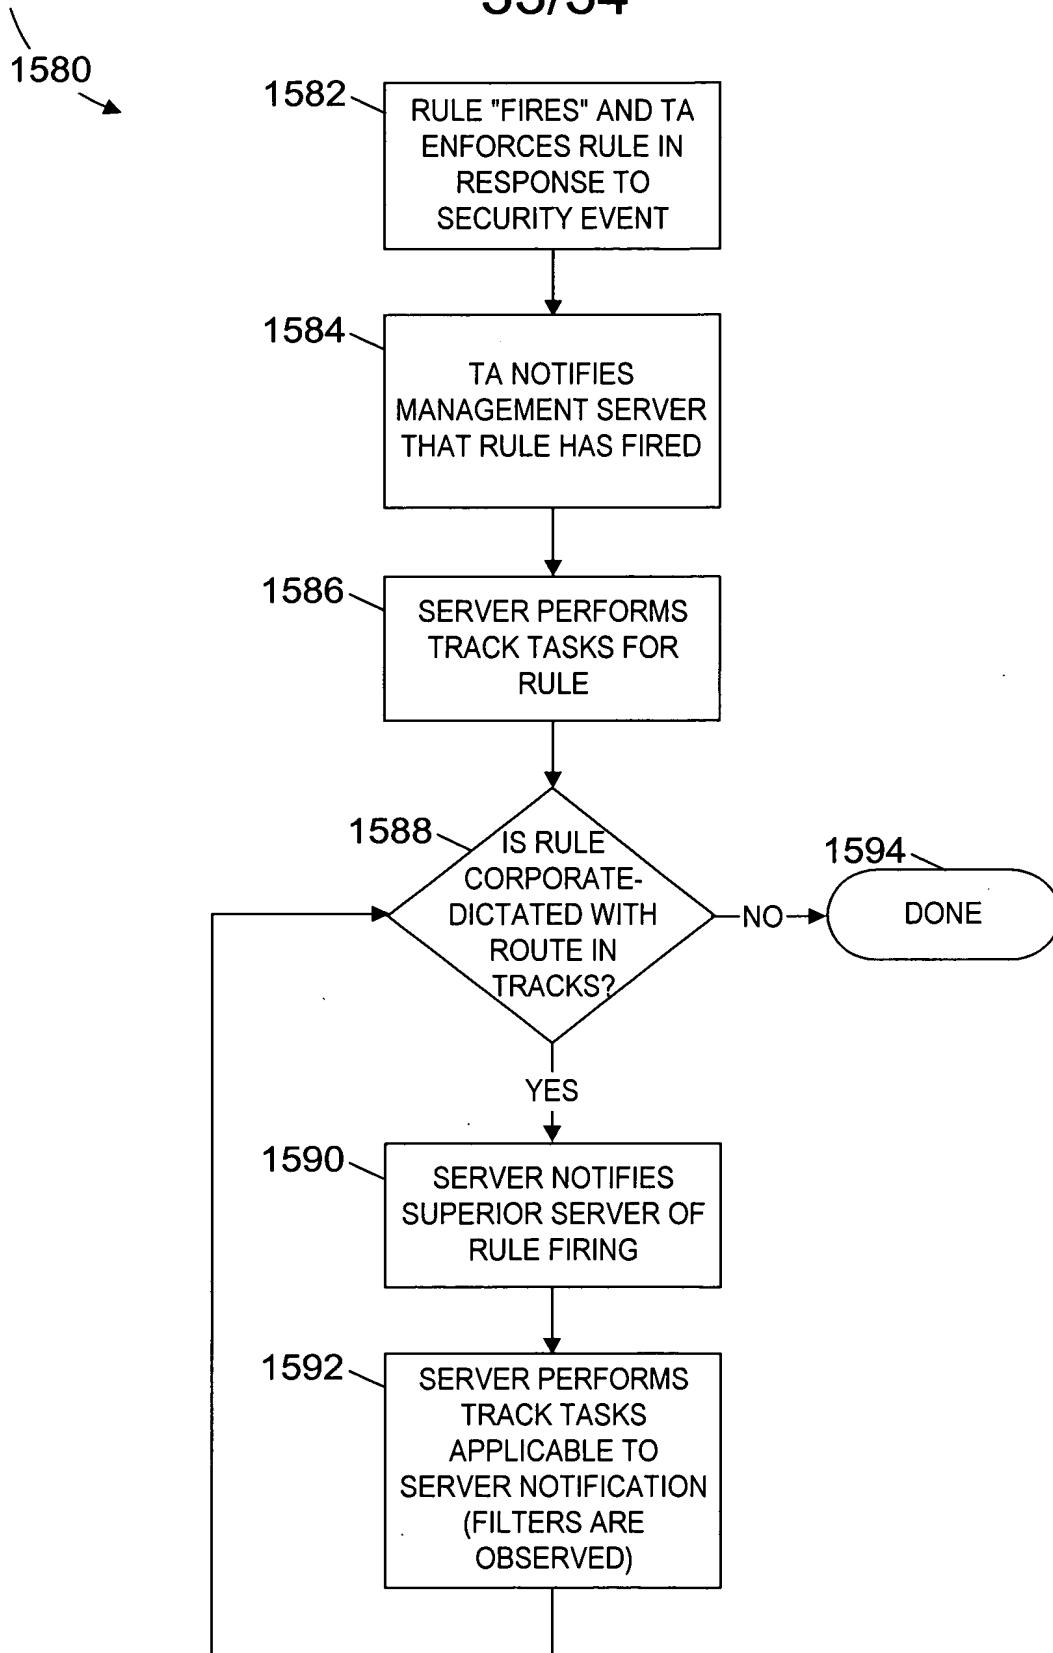 33/34
1580
1582
RULE "FIRES" AND TA
ENFORCES RULE IN
RESPONSE TO
SECURITY EVENT
1584
TA NOTIFIES
MANAGEMENT SERVER
THAT RULE HAS FIRED
1586
SERVER PERFORMS
TRACK TASKS FOR
RULE
1588
IS RULE
CORPORATE-
DICTATED WITH
ROUTE IN
TRACKS?
NO
1594
DONE
YES
1590
SERVER NOTIFIES
SUPERIOR SERVER OF
RULE FIRING
1592
SERVER PERFORMS
TRACK TASKS
APPLICABLE TO
SERVER NOTIFICATION
(FILTERS ARE
OBSERVED)